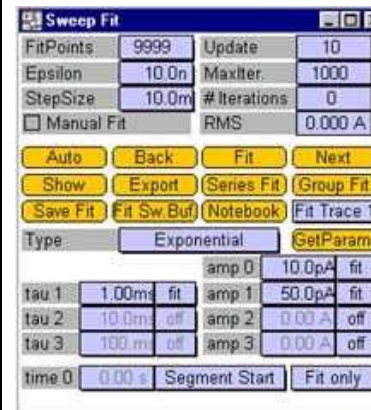 Sweep Fit
FitPoints 9999 Update 10
Epsilon 10.0n MaxIter. 1000
StepSize 10.0m # Iterations 0
Manual Fit RMS 0.000 A
Auto Back Fit Next
Show Export Series Fit Group Fit
Save Fit Fit Sw.Buf. Notebook Fit Trace 1
Type Exponential GetParam
amp 0 10.0pA fit
tau 1 1.00ms fit amp 1 50.0pA fit
tau 2 10.0ms off amp 2 0.00 A off
tau 3 100. ms off amp 3 0.00 A off
time 0 0.00 s Segment Start Fit only